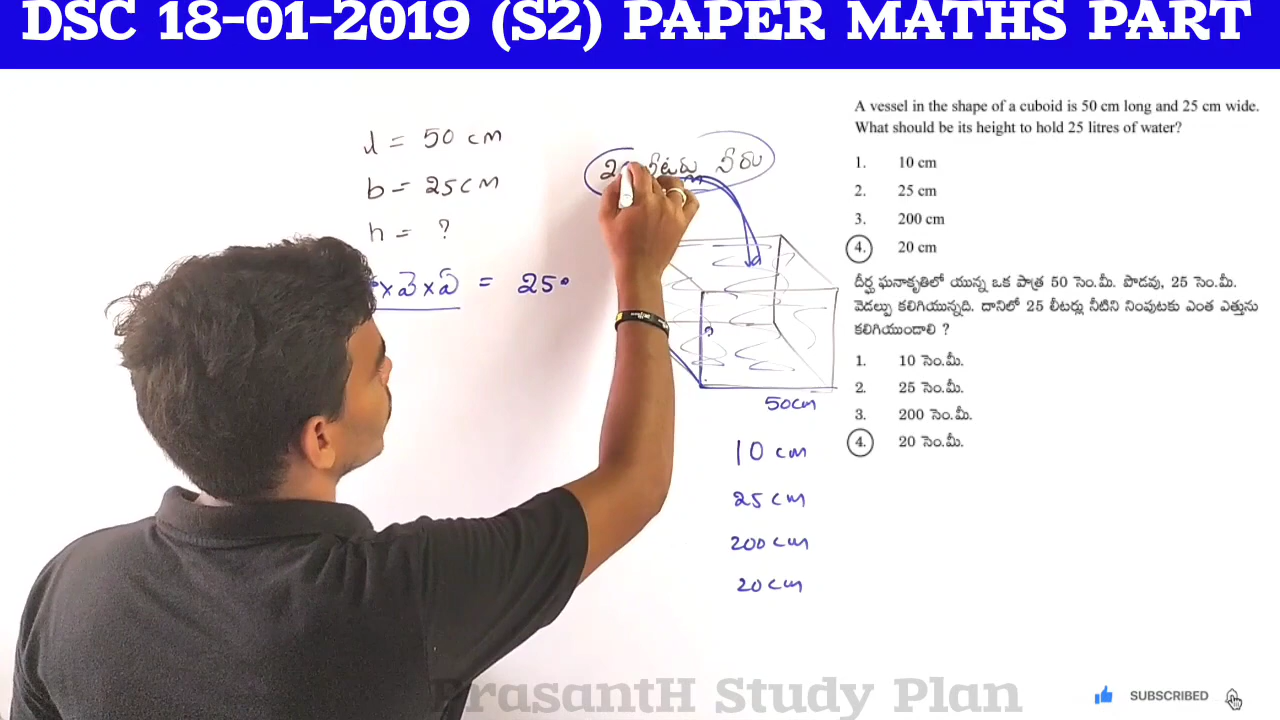 DSC 18-01-2019 (S2) PAPER MATHS PART
l = 50 cm
b = 25 cm
h = ?
నీరు
×వె×ప = 25
50cm
10 cm
25 cm
200 cm
20 cm
A vessel in the shape of a cuboid is 50 cm long and 25 cm wide.
What should be its height to hold 25 litres of water?
1. 10 cm
2. 25 cm
3. 200 cm
4. 20 cm
దీర్ఘ ఘనాకృతిలో యున్న ఒక పాత్ర 50 సెం.మీ. పొడవు, 25 సెం.మీ.
వెడల్పు కలిగియున్నది. దానిలో 25 లీటర్లు నీటిని నింపుటకు ఎంత ఎత్తును
కలిగియుండాలి ?
1. 10 సెం.మీ.
2. 25 సెం.మీ.
3. 200 సెం.మీ.
4. 20 సెం.మీ.
PrasantH Study Plan
SUBSCRIBED